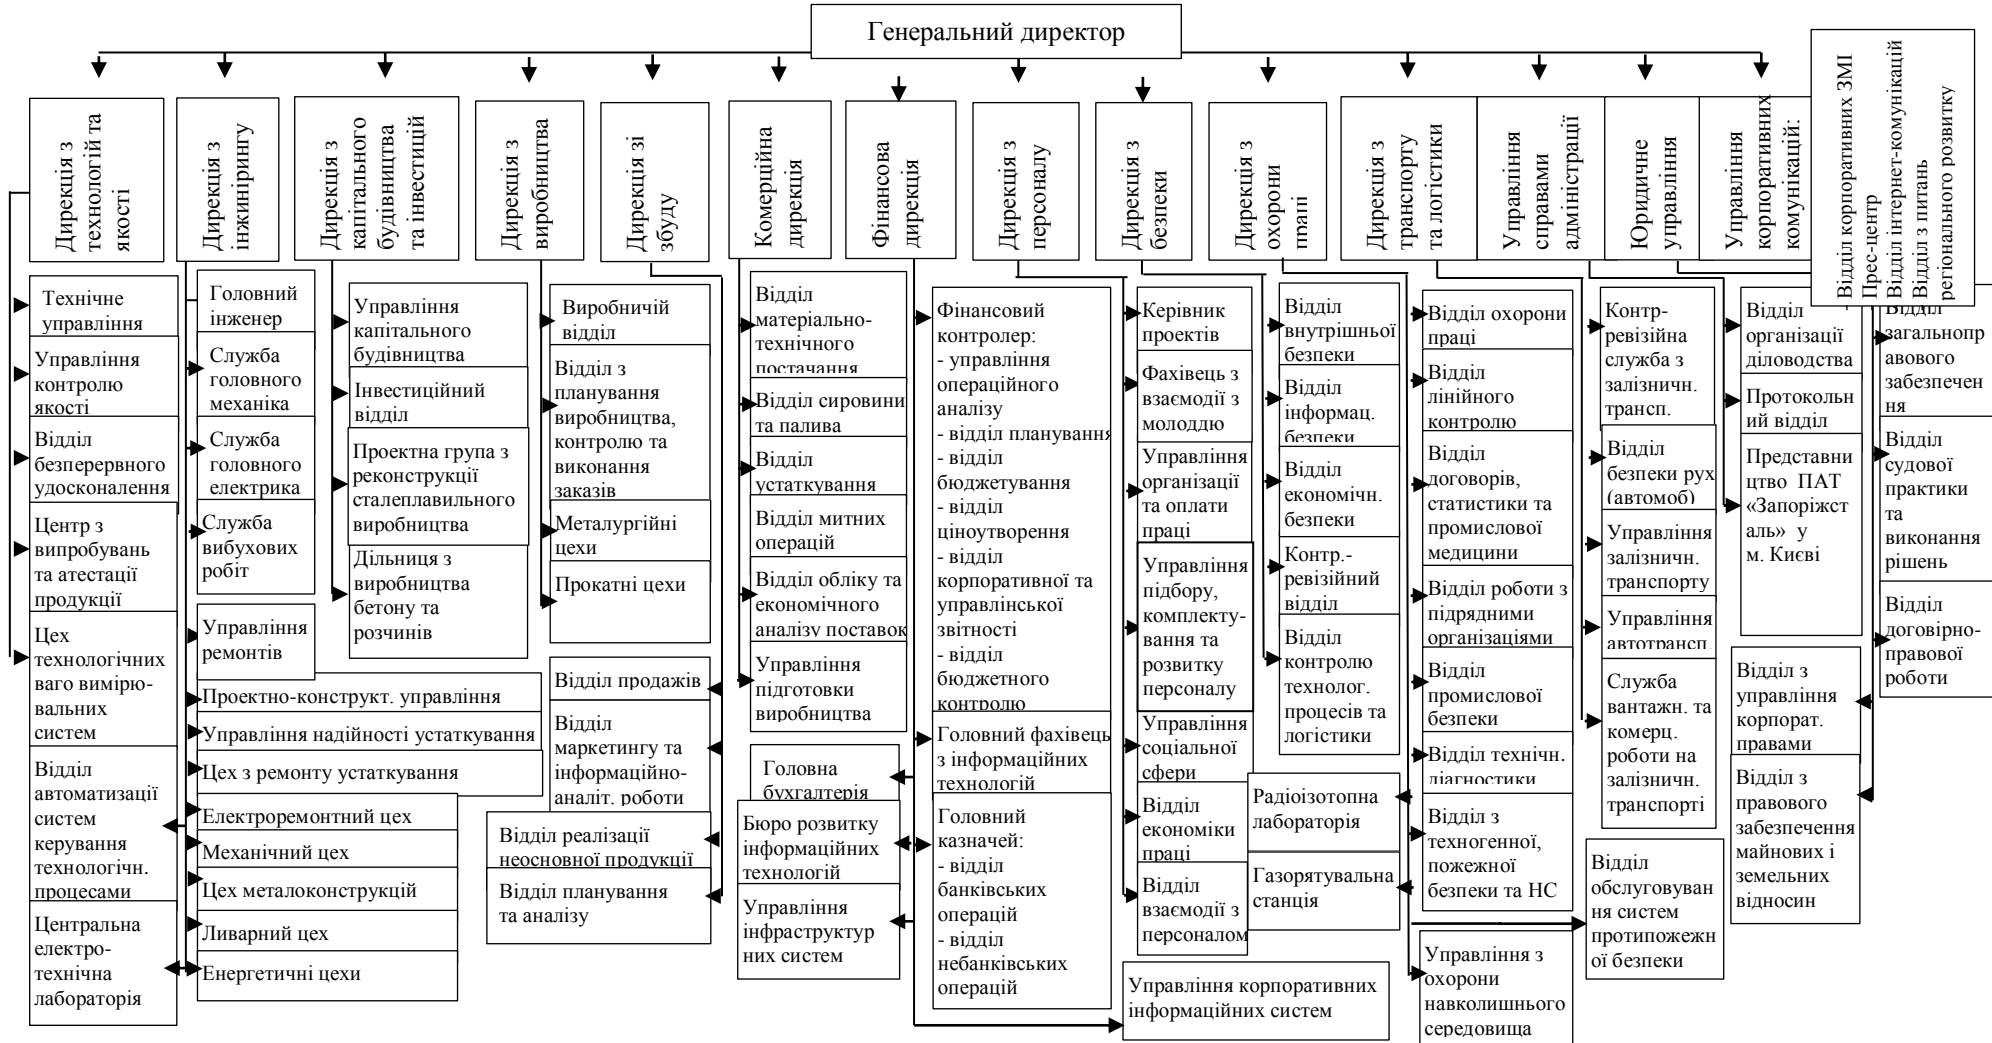 Генеральний директор
Дирекція з
технологій та
якості
Дирекція з
інжинірингу
Дирекція з
капітального
будівництва
та інвестицій
Дирекція з
виробництва
Дирекція зі
збуду
Комерційна
дирекція
Фінансова
дирекція
Дирекція з
персоналу
Дирекція з
безпеки
Дирекція з
охорони
Дирекція з
транспорту
та логістики
Управління
справами
адміністрації
Юридичне
управління
Управління
корпоративних
комунікацій:
Відділ корпоративних ЗМІ
Прес-центр
Відділ інтернет-комунікацій
Відділ з питань
регіонального розвитку
Технічне
управління
Управління
контролю
якості
Відділ
безперервного
удосконалення
Центр з
випробувань
та атестації
продукції
Цех
технологічних
ваго вимірю-
вальних
систем
Відділ
автоматизації
систем
керування
технологічн.
процесами
Центральна
електро-
технічна
лабораторія
Головний
інженер
Служба
головного
механіка
Служба
головного
електрика
Служба
вибухових
робіт
Управління
ремонтів
Проектно-конструкт. управління
Управління надійності устаткування
Цех з ремонту устаткування
Електроремонтний цех
Механічний цех
Цех металоконструкцій
Ливарний цех
Енергетичні цехи
Управління
капітального
будівництва
Інвестиційний
відділ
Проектна група з
реконструкції
сталеплавильного
виробництва
Дільниця з
виробництва
бетону та
розчинів
Виробничій
відділ
Відділ з
планування
виробництва,
контролю та
виконання
заказів
Металургійні
цехи
Прокатні цехи
Відділ продажів
Відділ
маркетингу та
інформаційно-
аналіт. роботи
Відділ реалізації
неосновної продукції
Відділ планування
та аналізу
Відділ
матеріально-
технічного
постачання
Відділ сировини
та палива
Відділ
устаткування
Відділ митних
операцій
Відділ обліку та
економічного
аналізу поставок
Управління
підготовки
виробництва
Головна
бухгалтерія
Бюро розвитку
інформаційних
технологій
Управління
інфраструктур
них систем
Фінансовий
контролер:
- управління
операційного
аналізу
- відділ планування
- відділ
бюджетування
- відділ
ціноутворення
- відділ
корпоративної та
управлінської
звітності
- відділ
бюджетного
контролю
Головний фахівець
з інформаційних
технологій
Головний
казначей:
- відділ
банківських
операцій
- відділ
небанківських
операцій
Управління корпоративних
інформаційних систем
Керівник
проектів
Фахівець з
взаємодії з
молоддю
Управління
організації
та оплати
праці
Управління
підбору,
комплекту-
вання та
розвитку
персоналу
Управління
соціальної
сфери
Відділ
економіки
праці
Відділ
взаємодії з
персоналом
Відділ
внутрішньої
безпеки
Відділ
інформац.
безпеки
Відділ
економічн.
безпеки
Контр.-
ревізійний
відділ
Відділ
контролю
технолог.
процесів та
логістики
Радіоізотопна
лабораторія
Газорятувальна
станція
Відділ охорони
праці
Відділ
лінійного
контролю
Відділ
договорів,
статистики та
промислової
медицини
Відділ роботи з
підрядними
організаціями
Відділ
промислової
безпеки
Відділ технічн.
діагностики
Відділ з
техногенної,
пожежної
безпеки та НС
Управління з
охорони
навколишнього
середовища
Контр-
ревізійна
служба з
залізничн.
трансп.
Відділ
безпеки рух
(автомоб)
Управління
залізничн.
транспорту
Управління
автотрансп.
Служба
вантажн. та
комерц.
роботи на
залізничн.
транспорті
Відділ
обслуговуван
ня систем
протипожежн
ої безпеки
Відділ
організації
діловодства
Протокольн
ий відділ
Представни
цтво ПАТ
«Запоріжст
аль» у
м. Києві
Відділ з
управління
корпорат.
правами
Відділ з
правового
забезпечення
майнових і
земельних
відносин
Відділ
загальнопр
авового
забезпечен
ня
Відділ
судової
практики
та
виконання
рішень
Відділ
договірно-
правової
роботи